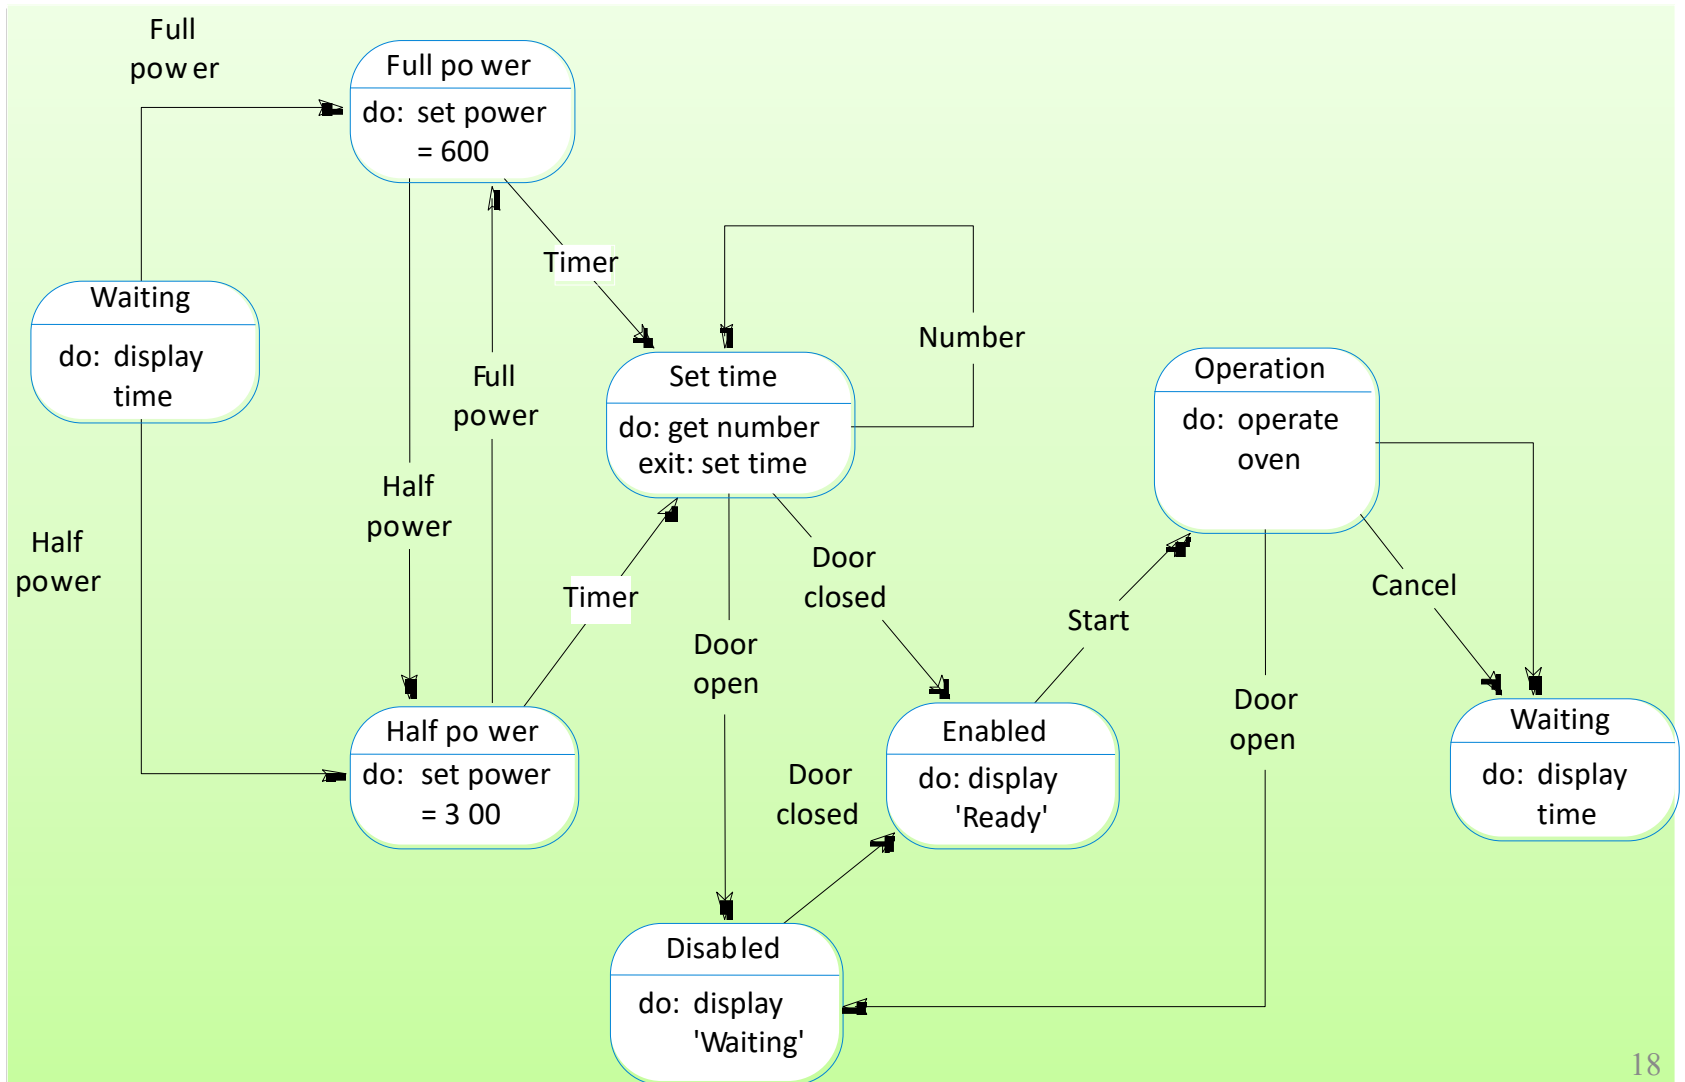 Full
power
Full po wer
do: set power
= 600
Timer
Waiting
do: display
time
Number
Full
power
Set time
do: get number
exit: set time
Operation
do: operate
oven
Half
power
Half
power
Door
closed
Timer
Cancel
Start
Door
open
Door
open
Half po wer
do: set power
= 3 00
Enabled
do: display
'Ready'
Waiting
do: display
time
Door
closed
Disabled
do: display
'Waiting'
18